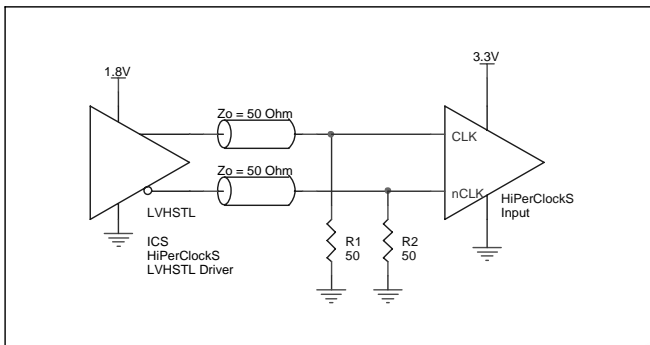 3.3V
1.8V
Zo = 50 Ohm
CLK
Zo = 50 Ohm
nCLK
HiPerClockS
Input
LVHSTL
ICS
HiPerClockS
LVHSTL Driver
R1
50
R2
50